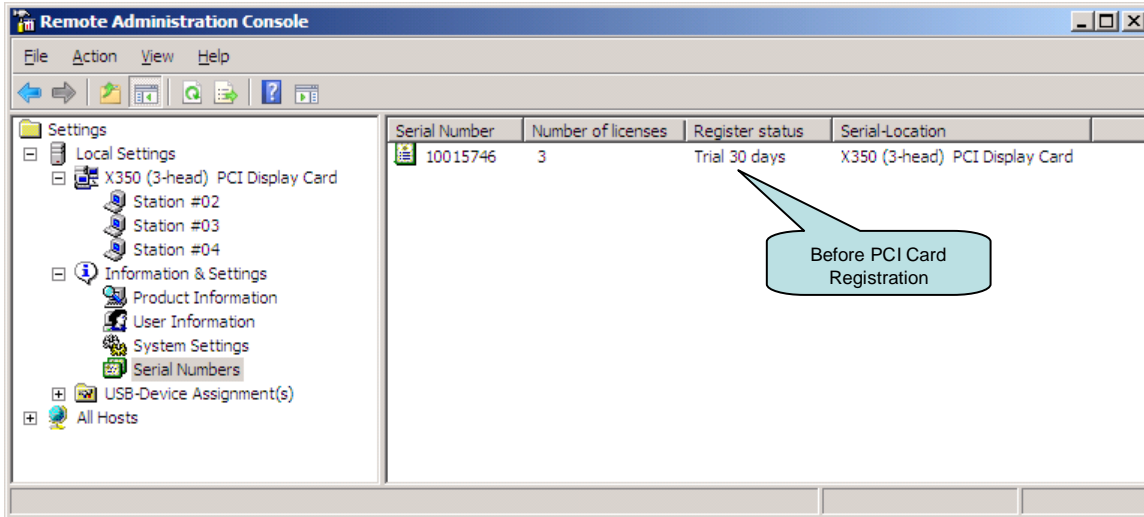 Remote Administration Console
File Action View Help
Settings
Local Settings
X350 (3-head) PCI Display Card
Station #02
Station #03
Station #04
Information & Settings
Product Information
User Information
System Settings
Serial Numbers
USB-Device Assignment(s)
All Hosts
Serial Number Number of licenses Register status Serial-Location
10015746 3 Trial 30 days X350 (3-head) PCI Display Card
Before PCI Card
Registration